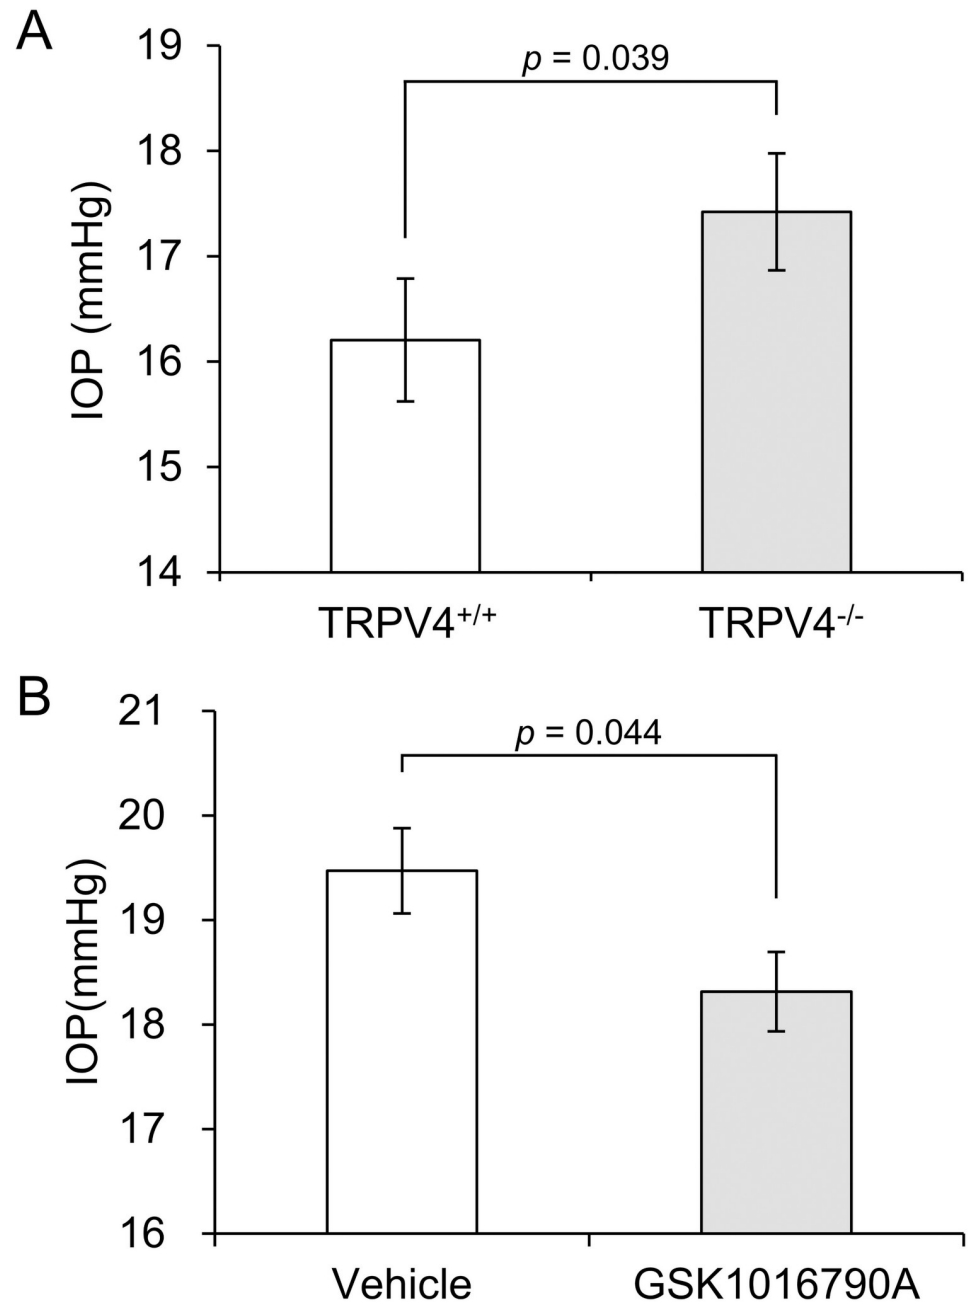 A
19
18
17
16
15
14
IOP (mmHg)
p = 0.039
TRPV4+/+
TRPV4-/-
B
21
20
19
18
17
16
IOP(mmHg)
p = 0.044
Vehicle
GSK1016790A